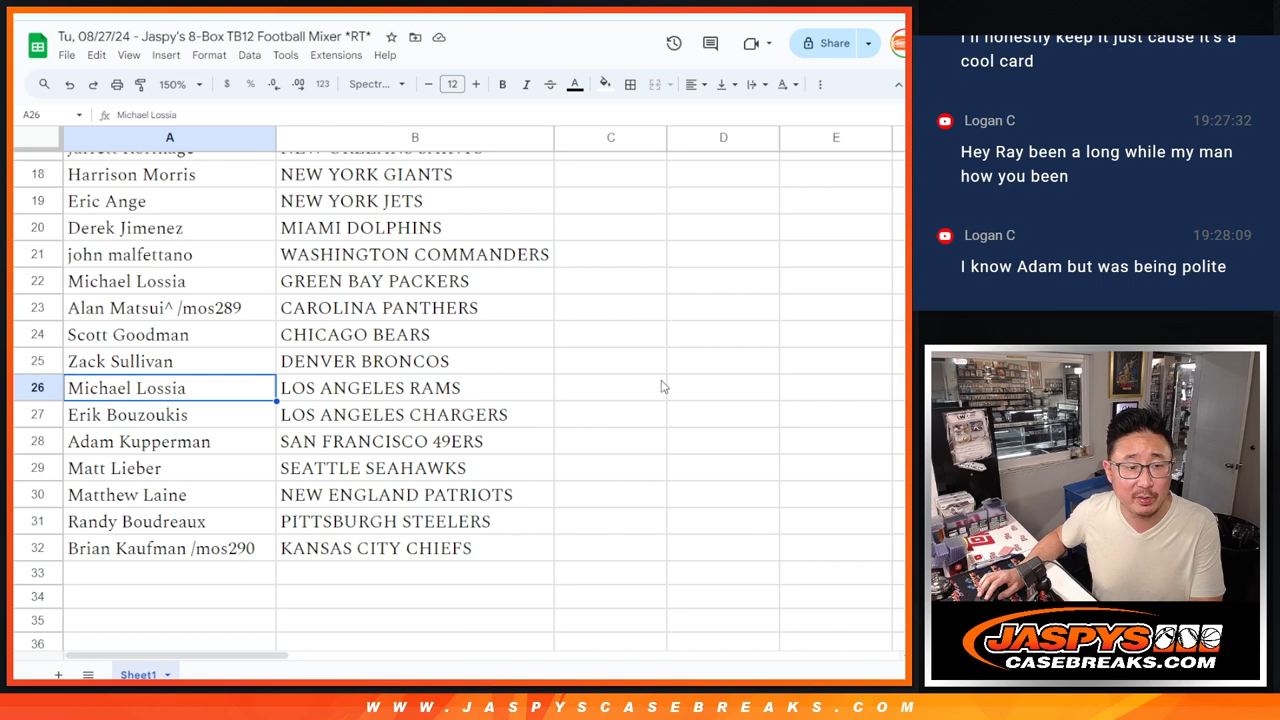 Tu, 08/27/24 - Jaspy's 8-Box TB12 Football Mixer *RT*
File Edit View Insert Format Data Tools Extensions Help
Share
150% $ % .0 .00 123 Spectr... 12 B I S A
A26 fx Michael Lossia
A B C D E
18 Harrison Morris NEW YORK GIANTS
19 Eric Ange NEW YORK JETS
20 Derek Jimenez MIAMI DOLPHINS
21 john malfettano WASHINGTON COMMANDERS
22 Michael Lossia GREEN BAY PACKERS
23 Alan Matsui^ /mos289 CAROLINA PANTHERS
24 Scott Goodman CHICAGO BEARS
25 Zack Sullivan DENVER BRONCOS
26 Michael Lossia LOS ANGELES RAMS
27 Erik Bouzoukis LOS ANGELES CHARGERS
28 Adam Kupperman SAN FRANCISCO 49ERS
29 Matt Lieber SEATTLE SEAHAWKS
30 Matthew Laine NEW ENGLAND PATRIOTS
31 Randy Boudreaux PITTSBURGH STEELERS
32 Brian Kaufman /mos290 KANSAS CITY CHIEFS
33
34
35
36
Sheet1
I'll honestly keep it just cause it's a
cool card
Logan C 19:27:32
Hey Ray been a long while my man
how you been
Logan C 19:28:09
I know Adam but was being polite
JASPYS
CASEBREAKS.COM
WWW.JASPYSCASEBREAKS.COM